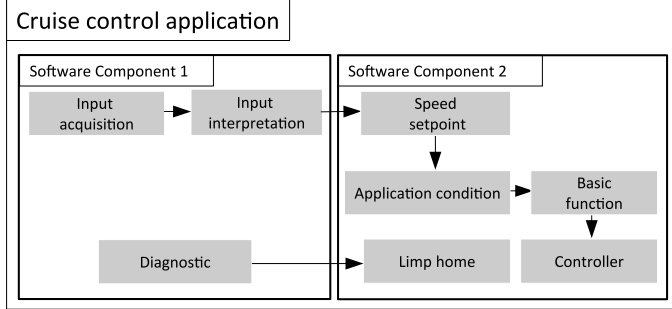 Cruise control application
Software Component 1
Software Component 2
Input
acquisition
Input
interpretation
Speed
setpoint
Application condition
Basic
function
Diagnostic
Limp home
Controller